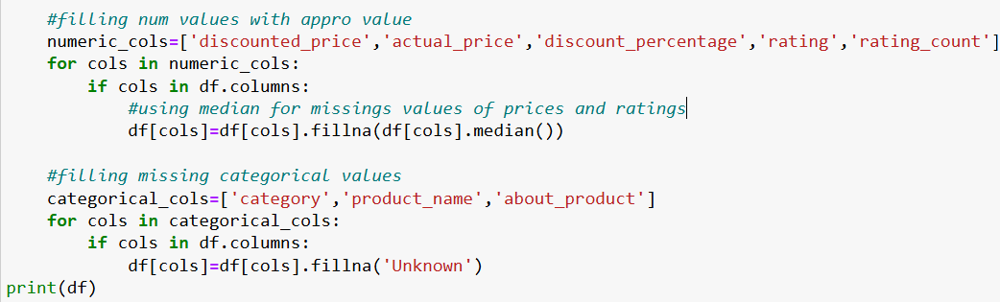 #filling num values with appro value
numeric_cols=['discounted_price','actual_price','discount_percentage','rating','rating_count']
for cols in numeric_cols:
if cols in df.columns:
#using median for missings values of prices and ratings
df[cols]=df[cols].fillna(df[cols].median())
#filling missing categorical values
categorical_cols=['category','product_name','about_product']
for cols in categorical_cols:
if cols in df.columns:
df[cols]=df[cols].fillna('Unknown')
print(df)